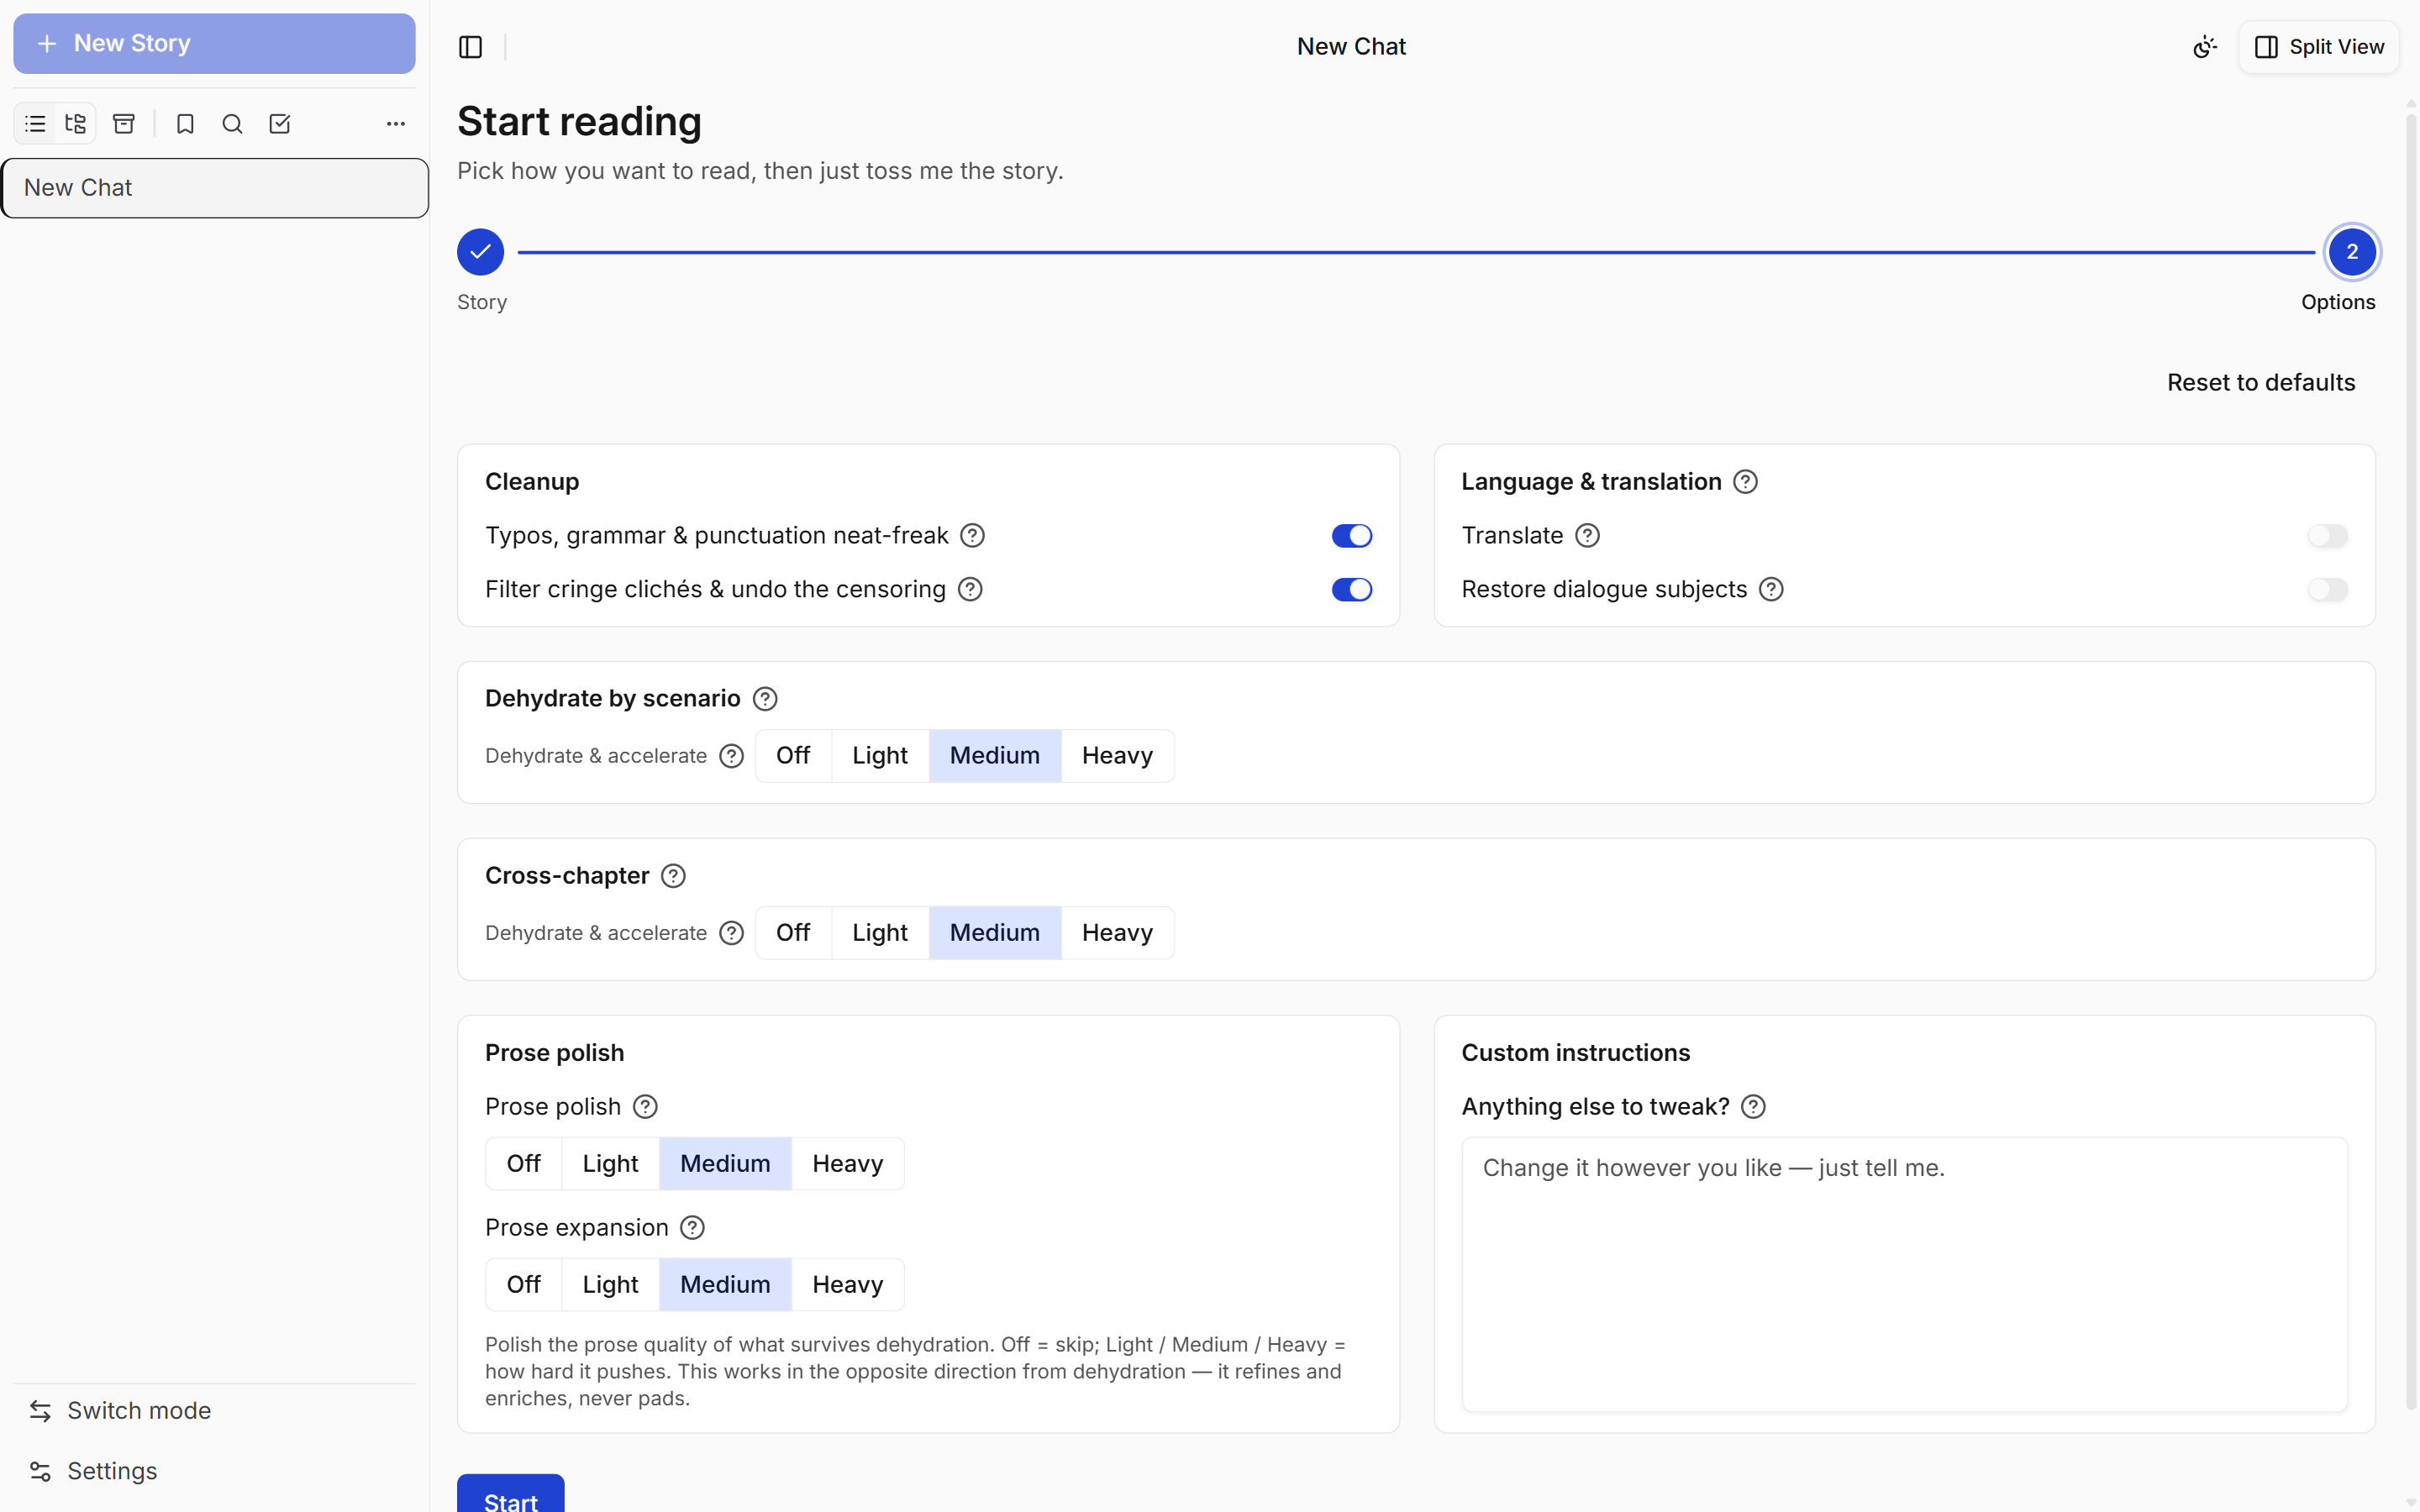 New Story
New Chat
Switch mode
Settings
New Chat
Split View
Start reading
Pick how you want to read, then just toss me the story.
Story
2
Options
Reset to defaults
Cleanup
Typos, grammar & punctuation neat-freak
Filter cringe clichés & undo the censoring
Language & translation
Translate
Restore dialogue subjects
Dehydrate by scenario
Dehydrate & accelerate Off Light Medium Heavy
Cross-chapter
Dehydrate & accelerate Off Light Medium Heavy
Prose polish
Prose polish
Off Light Medium Heavy
Prose expansion
Off Light Medium Heavy
Polish the prose quality of what survives dehydration. Off = skip; Light / Medium / Heavy =
how hard it pushes. This works in the opposite direction from dehydration — it refines and
enriches, never pads.
Custom instructions
Anything else to tweak?
Change it however you like — just tell me.
Start